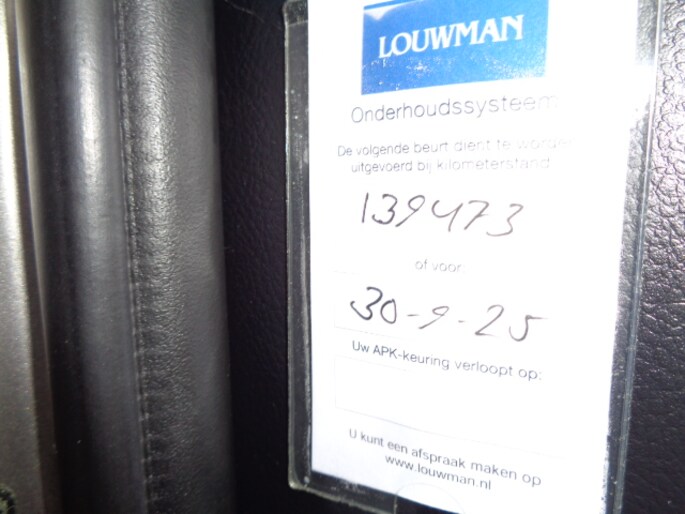 LOUWMAN
Onderhoudssysteem
De volgende beurt dient te worden
uitgevoerd bij kilometerstand
139473
of voor:
30-9-25
Uw APK-keuring verloopt op:
U kunt een afspraak maken op
www.louwman.nl